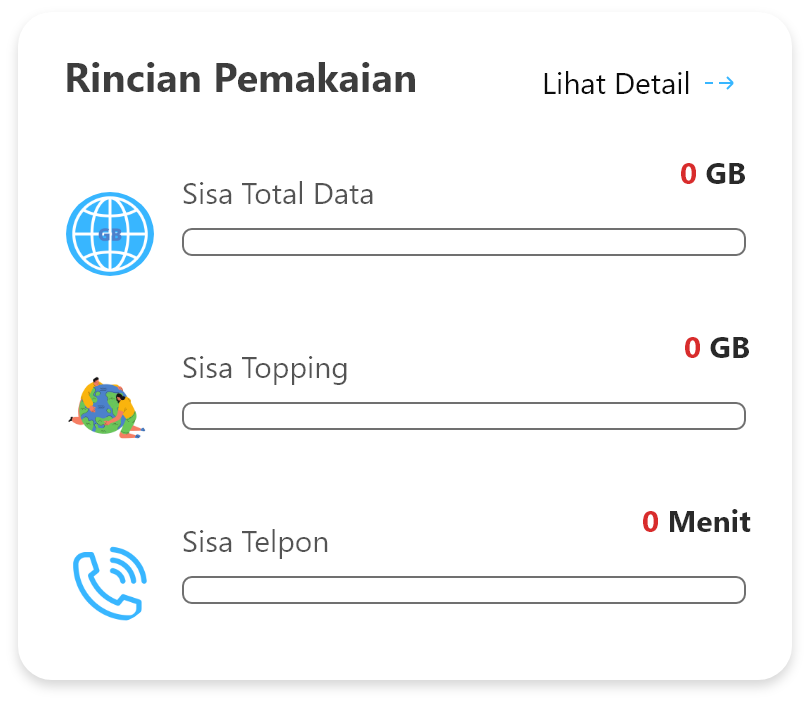 Rincian Pemakaian
Lihat Detail
0 GB
Sisa Total Data
GB
0 GB
Sisa Topping
0 Menit
Sisa Telpon